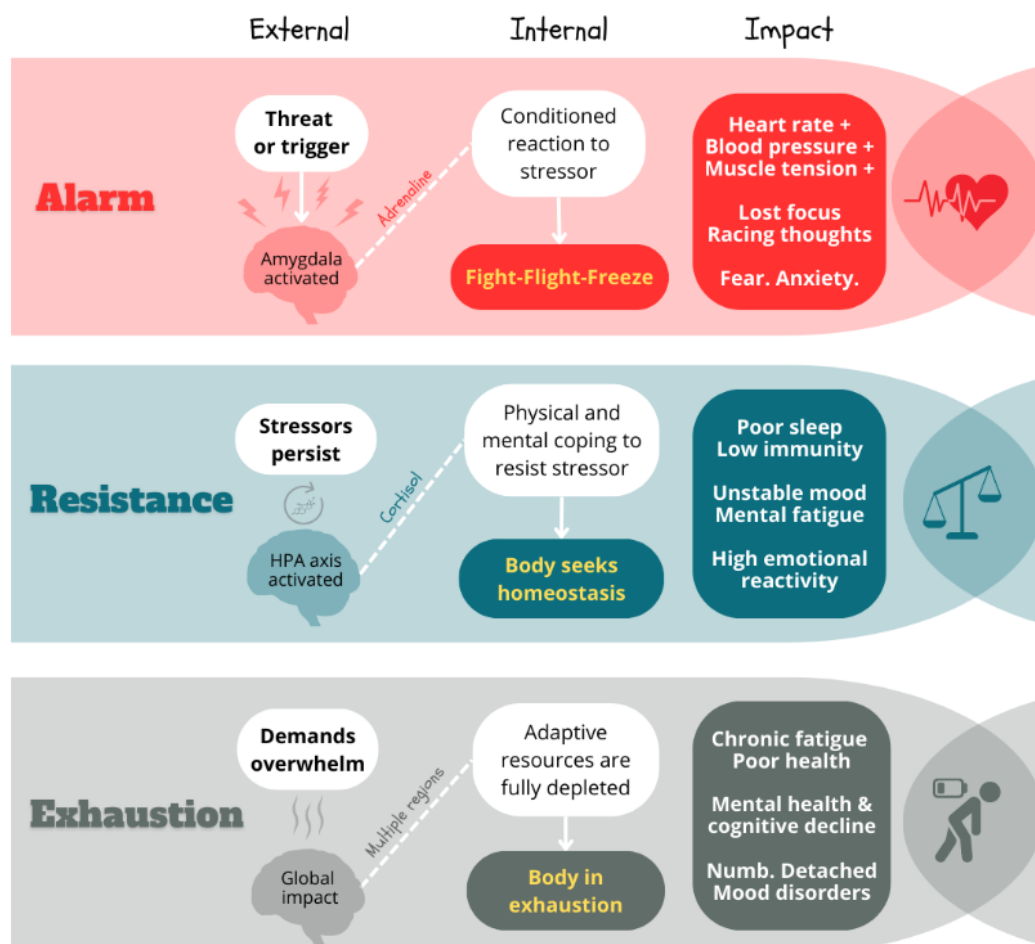 External
Internal
Impact
Alarm
Threat
or trigger
Amygdala
activated
Adrenaline
Conditioned
reaction to
stressor
Fight-Flight-Freeze
Heart rate +
Blood pressure +
Muscle tension +
Lost focus
Racing thoughts
Fear. Anxiety.
Resistance
Stressors
persist
HPA axis
activated
Cortisol
Physical and
mental coping to
resist stressor
Body seeks
homeostasis
Poor sleep
Low immunity
Unstable mood
Mental fatigue
High emotional
reactivity
Exhaustion
Demands
overwhelm
Global
impact
Multiple regions
Adaptive
resources are
fully depleted
Body in
exhaustion
Chronic fatigue
Poor health
Mental health &
cognitive decline
Numb. Detached
Mood disorders